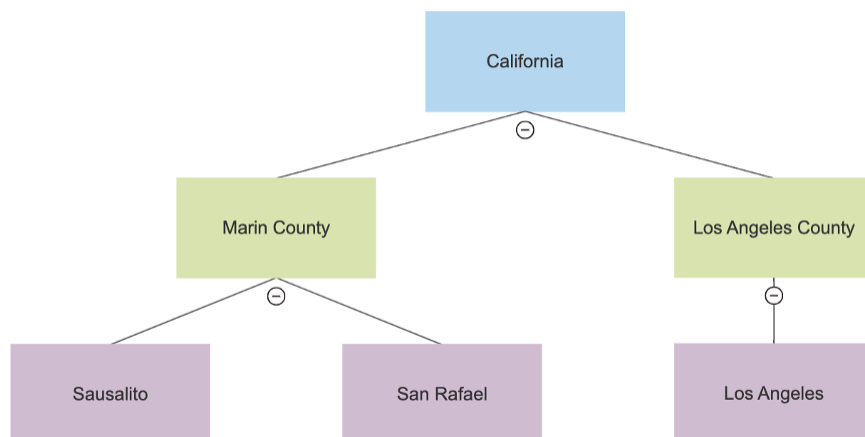 California
Marin County
Los Angeles County
Sausalito
San Rafael
Los Angeles